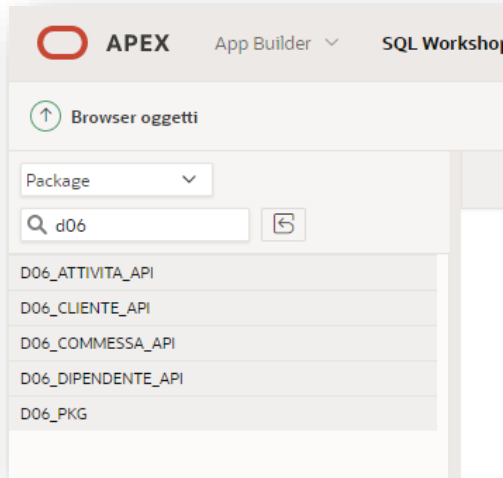 APEX App Builder SQL Workshop
Browser oggetti
Package
d06
D06_ATTIVITA_API
D06_CLIENTE_API
D06_COMMESSA_API
D06_DIPENDENTE_API
D06_PKG